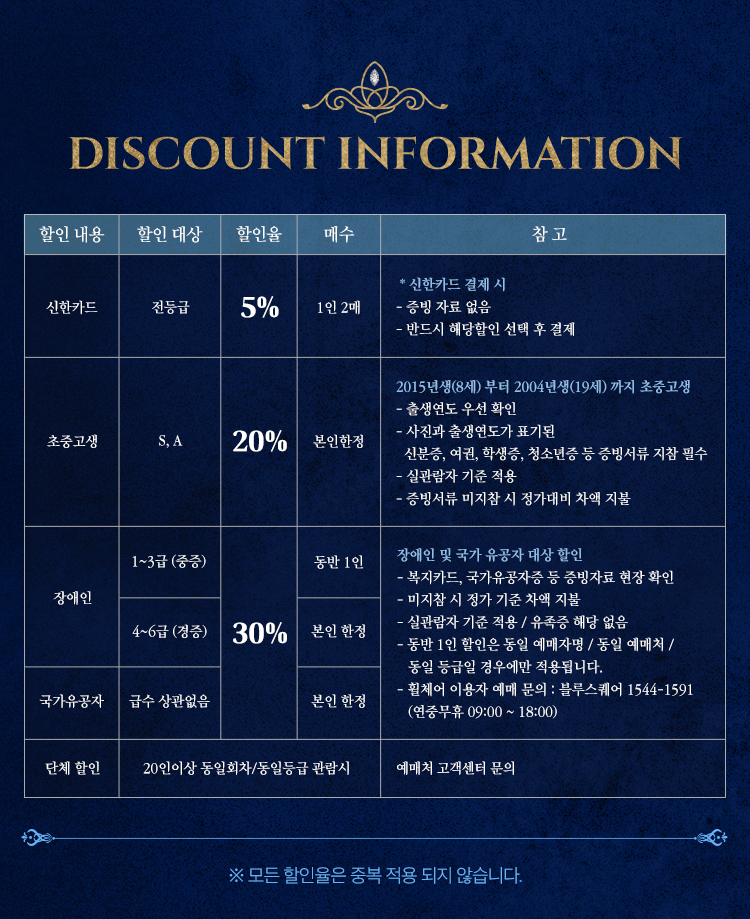 DISCOUNT INFORMATION
할인 내용 할인 대상 할인율 매수 참 고
신한카드 전등급 5% 1인 2매
* 신한카드 결제 시
- 증빙 자료 없음
- 반드시 해당할인 선택 후 결제
초중고생 S, A 20% 본인한정
2015년생(8세) 부터 2004년생(19세) 까지 초중고생
- 출생연도 우선 확인
- 사진과 출생연도가 표기된
신분증, 여권, 학생증, 청소년증 등 증빙서류 지참 필수
- 실관람자 기준 적용
- 증빙서류 미지참 시 정가대비 차액 지불
장애인 1~3급 (중증) 30% 동반 1인
4~6급 (경증) 본인 한정
국가유공자 급수 상관없음 본인 한정
장애인 및 국가 유공자 대상 할인
- 복지카드, 국가유공자증 등 증빙자료 현장 확인
- 미지참 시 정가 기준 차액 지불
- 실관람자 기준 적용 / 유족증 해당 없음
- 동반 1인 할인은 동일 예매자명 / 동일 예매처 /
동일 등급일 경우에만 적용됩니다.
- 휠체어 이용자 예매 문의 : 블루스퀘어 1544-1591
(연중무휴 09:00 ~ 18:00)
단체 할인 20인이상 동일회차/동일등급 관람시 예매처 고객센터 문의
※ 모든 할인율은 중복 적용 되지 않습니다.